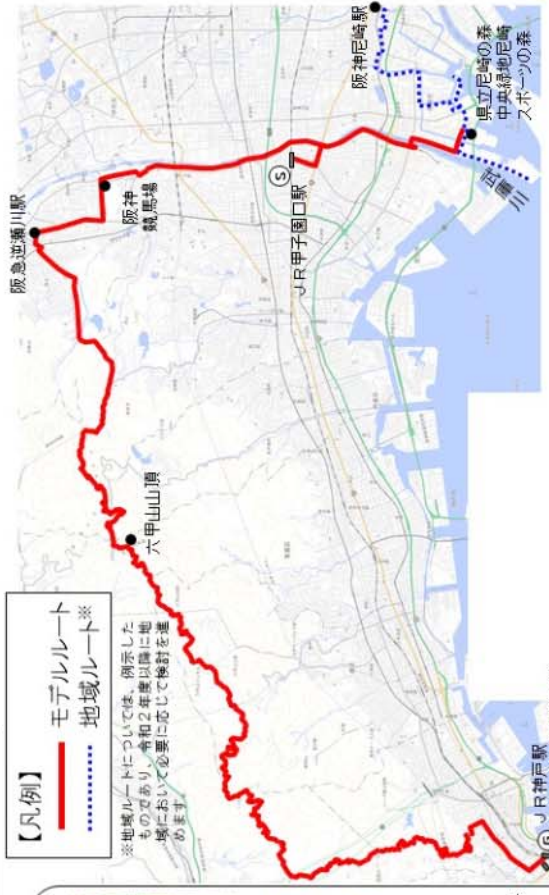 【凡例】
モデルルート
地域ルート※
※地域ルートについては、例示した
ものであり、令和2年度以降に地
域において必要に応じて検討を進
めます
阪急逆瀬川駅
阪神
競馬場
六甲山山頂
S
JR甲子園口駅
阪神尼崎駅
県立尼崎の森
中央緑地尼崎
スポーツの森
武庫川
G
JR神戸駅